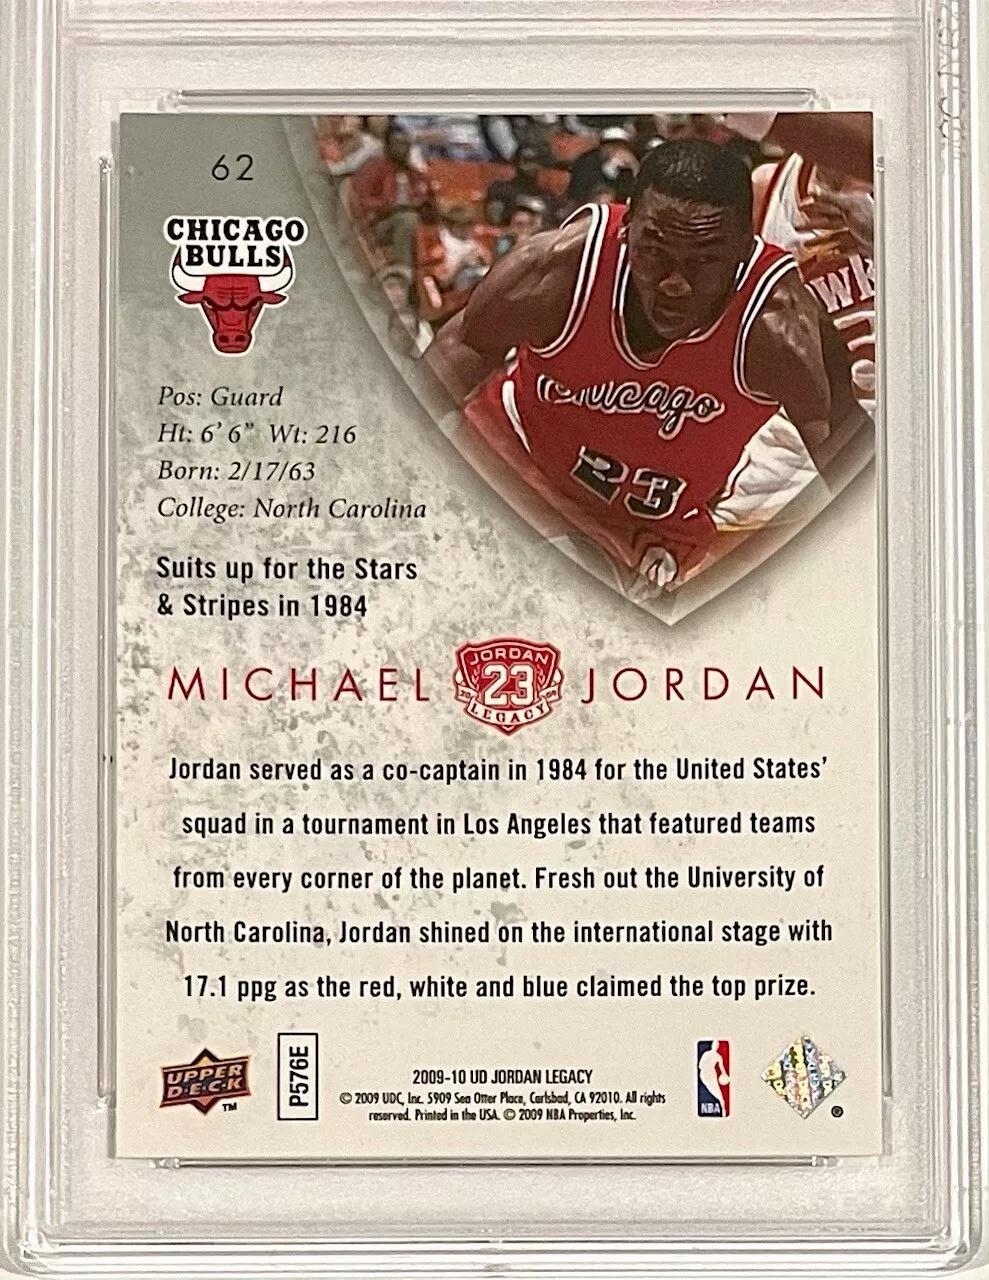 62
CHICAGO
BULLS
Pos: Guard
Ht: 6' 6" Wt: 216
Born: 2/17/63
College: North Carolina
Chicago
23
Suits up for the Stars
& Stripes in 1984
MICHAEL JORDAN
JORDAN
23
LEGACY
Jordan served as a co-captain in 1984 for the United States'
squad in a tournament in Los Angeles that featured teams
from every corner of the planet. Fresh out the University of
North Carolina, Jordan shined on the international stage with
17.1 ppg as the red, white and blue claimed the top prize.
UPPER
D·E·C·K
TM
P576E
2009-10 UD JORDAN LEGACY
© 2009 UDC, Inc. 5909 Sea Otter Place, Carlsbad, CA 92010. All rights
reserved. Printed in the USA. © 2009 NBA Properties, Inc.
NBA
®